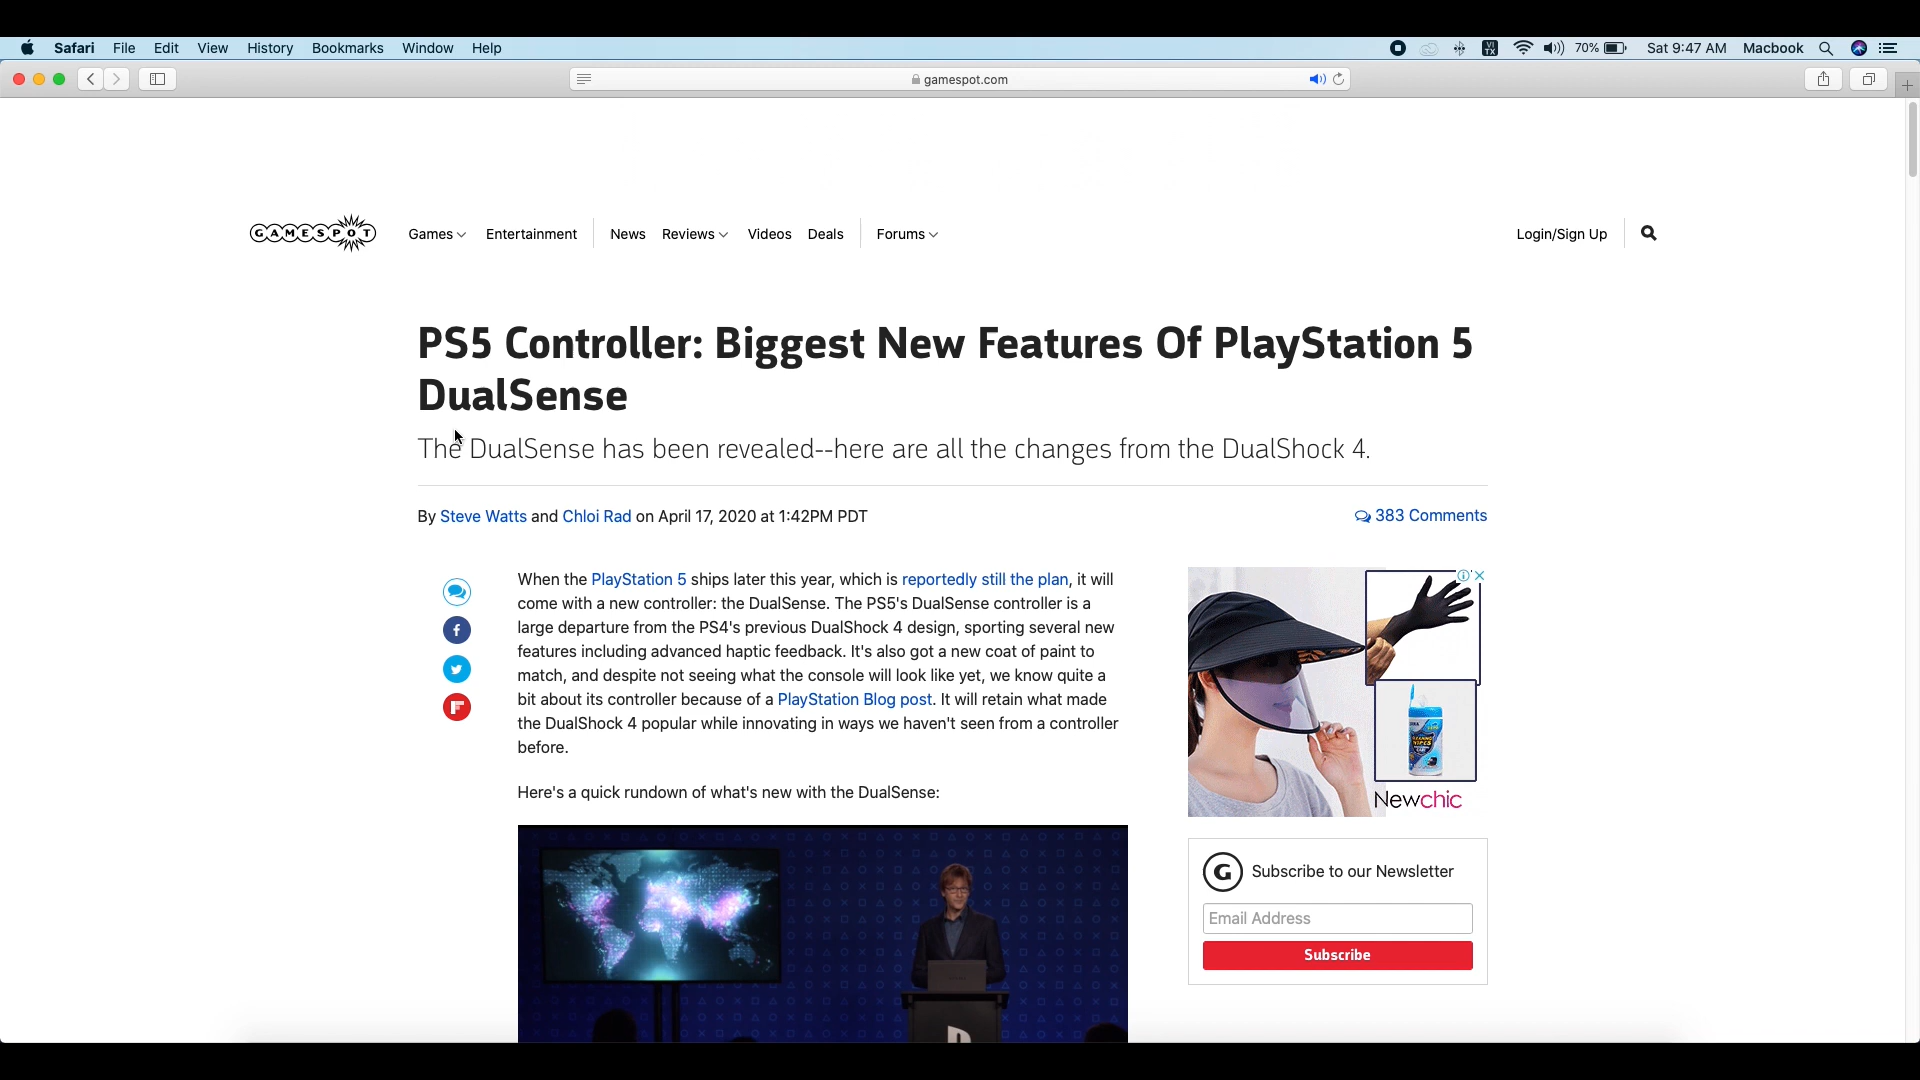 Safari File Edit View History Bookmarks Window Help
VI
TX
70%
Sat 9:47 AM Macbook
gamespot.com
GAMESPOT
Games Entertainment News Reviews Videos Deals Forums
Login/Sign Up
PS5 Controller: Biggest New Features Of PlayStation 5
DualSense
The DualSense has been revealed--here are all the changes from the DualShock 4.
By Steve Watts and Chloi Rad on April 17, 2020 at 1:42PM PDT
383 Comments
When the PlayStation 5 ships later this year, which is reportedly still the plan, it will
come with a new controller: the DualSense. The PS5's DualSense controller is a
large departure from the PS4's previous DualShock 4 design, sporting several new
features including advanced haptic feedback. It's also got a new coat of paint to
match, and despite not seeing what the console will look like yet, we know quite a
bit about its controller because of a PlayStation Blog post. It will retain what made
the DualShock 4 popular while innovating in ways we haven't seen from a controller
before.
Here's a quick rundown of what's new with the DualSense:
Newchic
G Subscribe to our Newsletter
Email Address
Subscribe